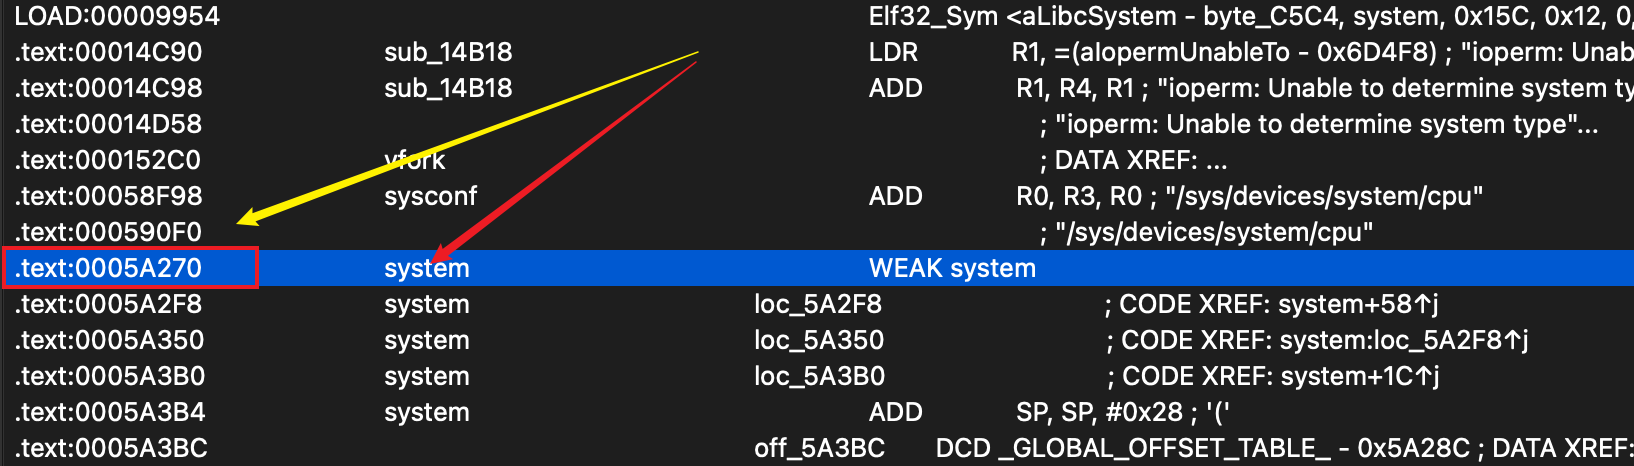 LOAD:00009954 Elf32_Sym <aLibcSystem - byte_C5C4, system, 0x15C, 0x12, 0,
.text:00014C90 sub_14B18 LDR R1, =(aIopermUnableTo - 0x6D4F8) ; "ioperm: Unab
.text:00014C98 sub_14B18 ADD R1, R4, R1 ; "ioperm: Unable to determine system ty
.text:00014D58 ; "ioperm: Unable to determine system type"...
.text:000152C0 vfork ; DATA XREF: ...
.text:00058F98 sysconf ADD R0, R3, R0 ; "/sys/devices/system/cpu"
.text:000590F0 ; "/sys/devices/system/cpu"
.text:0005A270 system WEAK system
.text:0005A2F8 system loc_5A2F8 ; CODE XREF: system+58↑j
.text:0005A350 system loc_5A350 ; CODE XREF: system:loc_5A2F8↑j
.text:0005A3B0 system loc_5A3B0 ; CODE XREF: system+1C↑j
.text:0005A3B4 system ADD SP, SP, #0x28 ; '('
.text:0005A3BC off_5A3BC DCD _GLOBAL_OFFSET_TABLE_ - 0x5A28C ; DATA XREF: